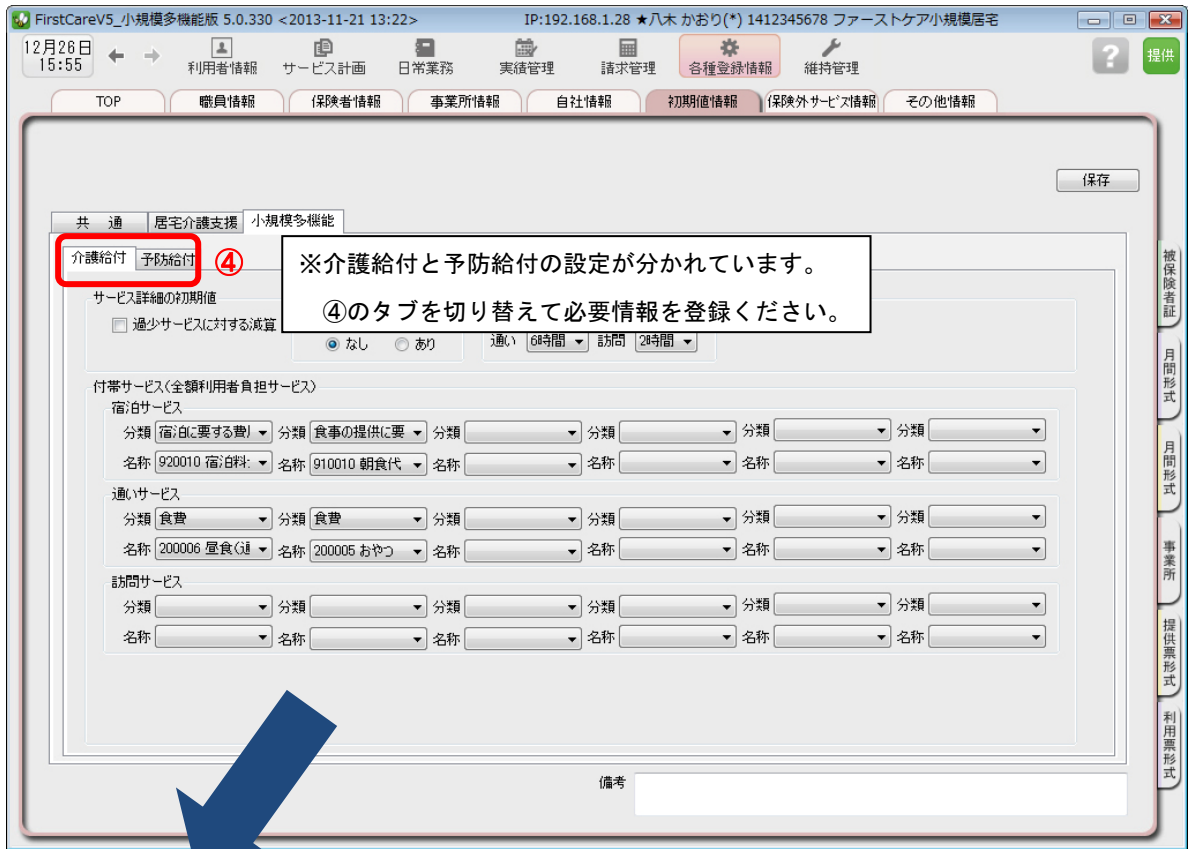 FirstCareV5_小規模多機能版 5.0.330 <2013-11-21 13:22> IP:192.168.1.28 ★八木 かおり(*) 1412345678 ファーストケア小規模居宅
12月26日
15:55
利用者情報 サービス計画 日常業務 実績管理 請求管理 各種登録情報 維持管理
? 提供
TOP 職員情報 保険者情報 事業所情報 自社情報 初期値情報 保険外サービス情報 その他情報
保存
共 通 居宅介護支援 小規模多機能
介護給付 予防給付 ④
※介護給付と予防給付の設定が分かれています。
④のタブを切り替えて必要情報を登録ください。
サービス詳細の初期値
過少サービスに対する減算
なし あり 通い 6時間 訪問 2時間
付帯サービス(全額利用者負担サービス)
宿泊サービス
分類 宿泊に要する費 分類 食事の提供に要 分類 分類 分類 分類
名称 920010 宿泊料: 名称 910010 朝食代 名称 名称 名称 名称
通いサービス
分類 食費 分類 食費 分類 分類 分類 分類
名称 200006 昼食(通 名称 200005 おやつ 名称 名称 名称 名称
訪問サービス
分類 分類 分類 分類 分類 分類
名称 名称 名称 名称 名称 名称
備考
被保険者証
月間形式
月間形式
事業所
提供票形式
利用票形式